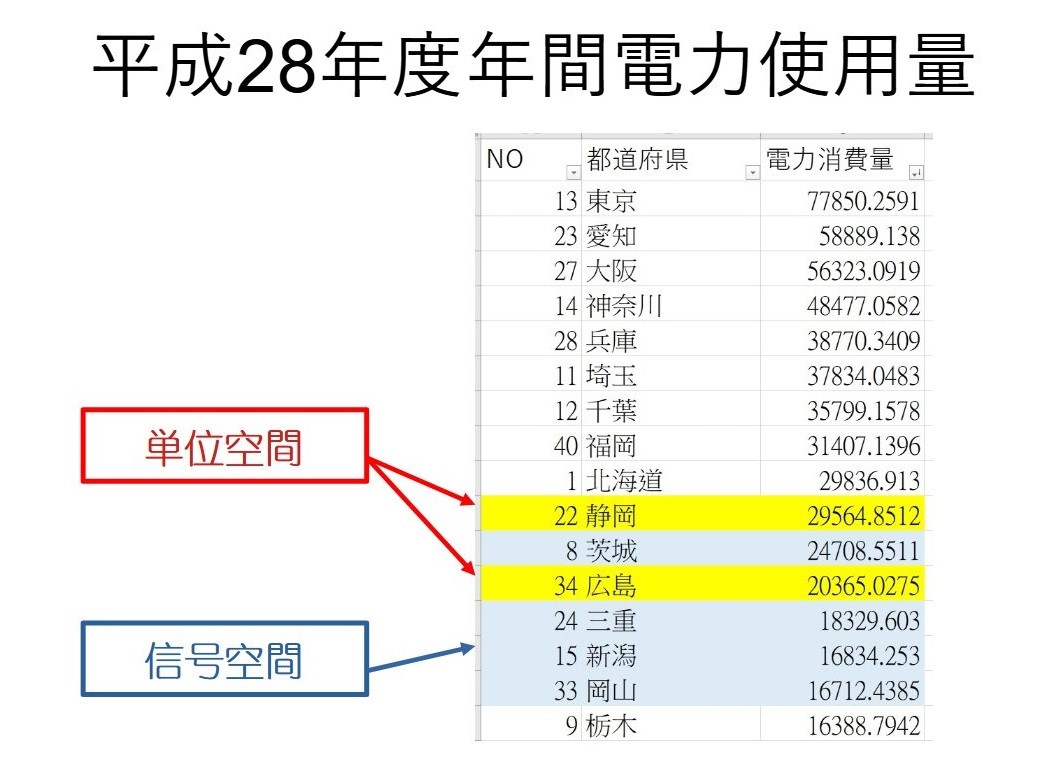 平成28年度年間電力使用量
NO 都道府県 電力消費量
13 東京 77850.2591
23 愛知 58889.138
27 大阪 56323.0919
14 神奈川 48477.0582
28 兵庫 38770.3409
11 埼玉 37834.0483
12 千葉 35799.1578
40 福岡 31407.1396
1 北海道 29836.913
22 静岡 29564.8512
8 茨城 24708.5511
34 広島 20365.0275
24 三重 18329.603
15 新潟 16834.253
33 岡山 16712.4385
9 栃木 16388.7942
単位空間
信号空間